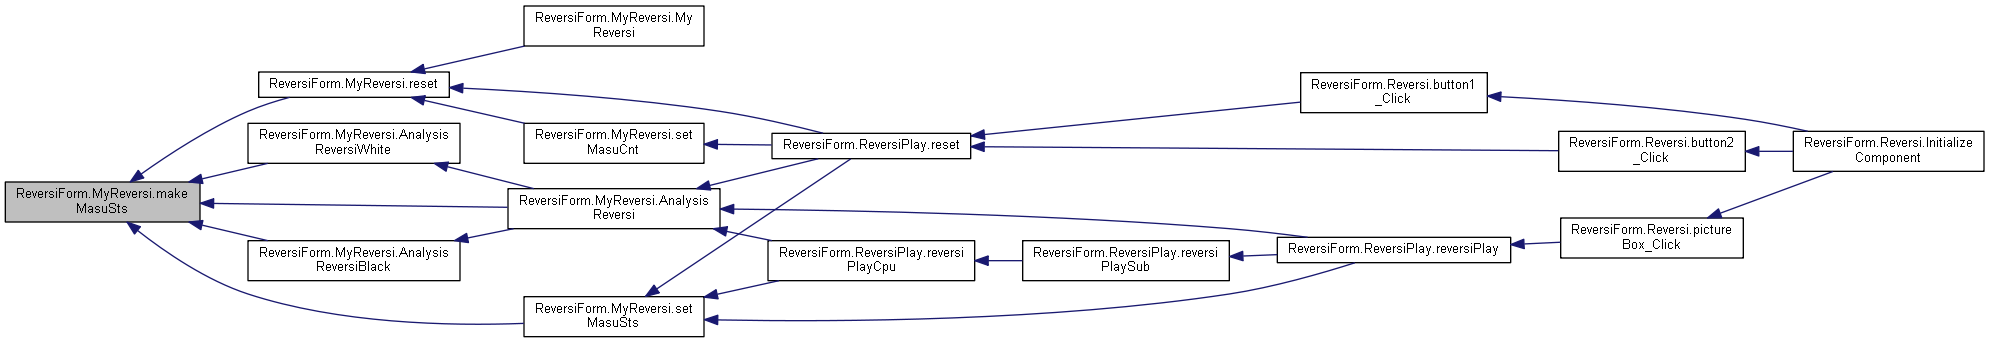 ReversiForm.MyReversi.make
MasuSts
ReversiForm.MyReversi.reset
ReversiForm.MyReversi.My
Reversi
ReversiForm.MyReversi.set
MasuCnt
ReversiForm.MyReversi.Analysis
ReversiWhite
ReversiForm.MyReversi.Analysis
Reversi
ReversiForm.MyReversi.Analysis
ReversiBlack
ReversiForm.MyReversi.set
MasuSts
ReversiForm.ReversiPlay.reset
ReversiForm.ReversiPlay.reversi
PlayCpu
ReversiForm.ReversiPlay.reversi
PlaySub
ReversiForm.ReversiPlay.reversiPlay
ReversiForm.Reversi.button1
_Click
ReversiForm.Reversi.button2
_Click
ReversiForm.Reversi.picture
Box_Click
ReversiForm.Reversi.Initialize
Component